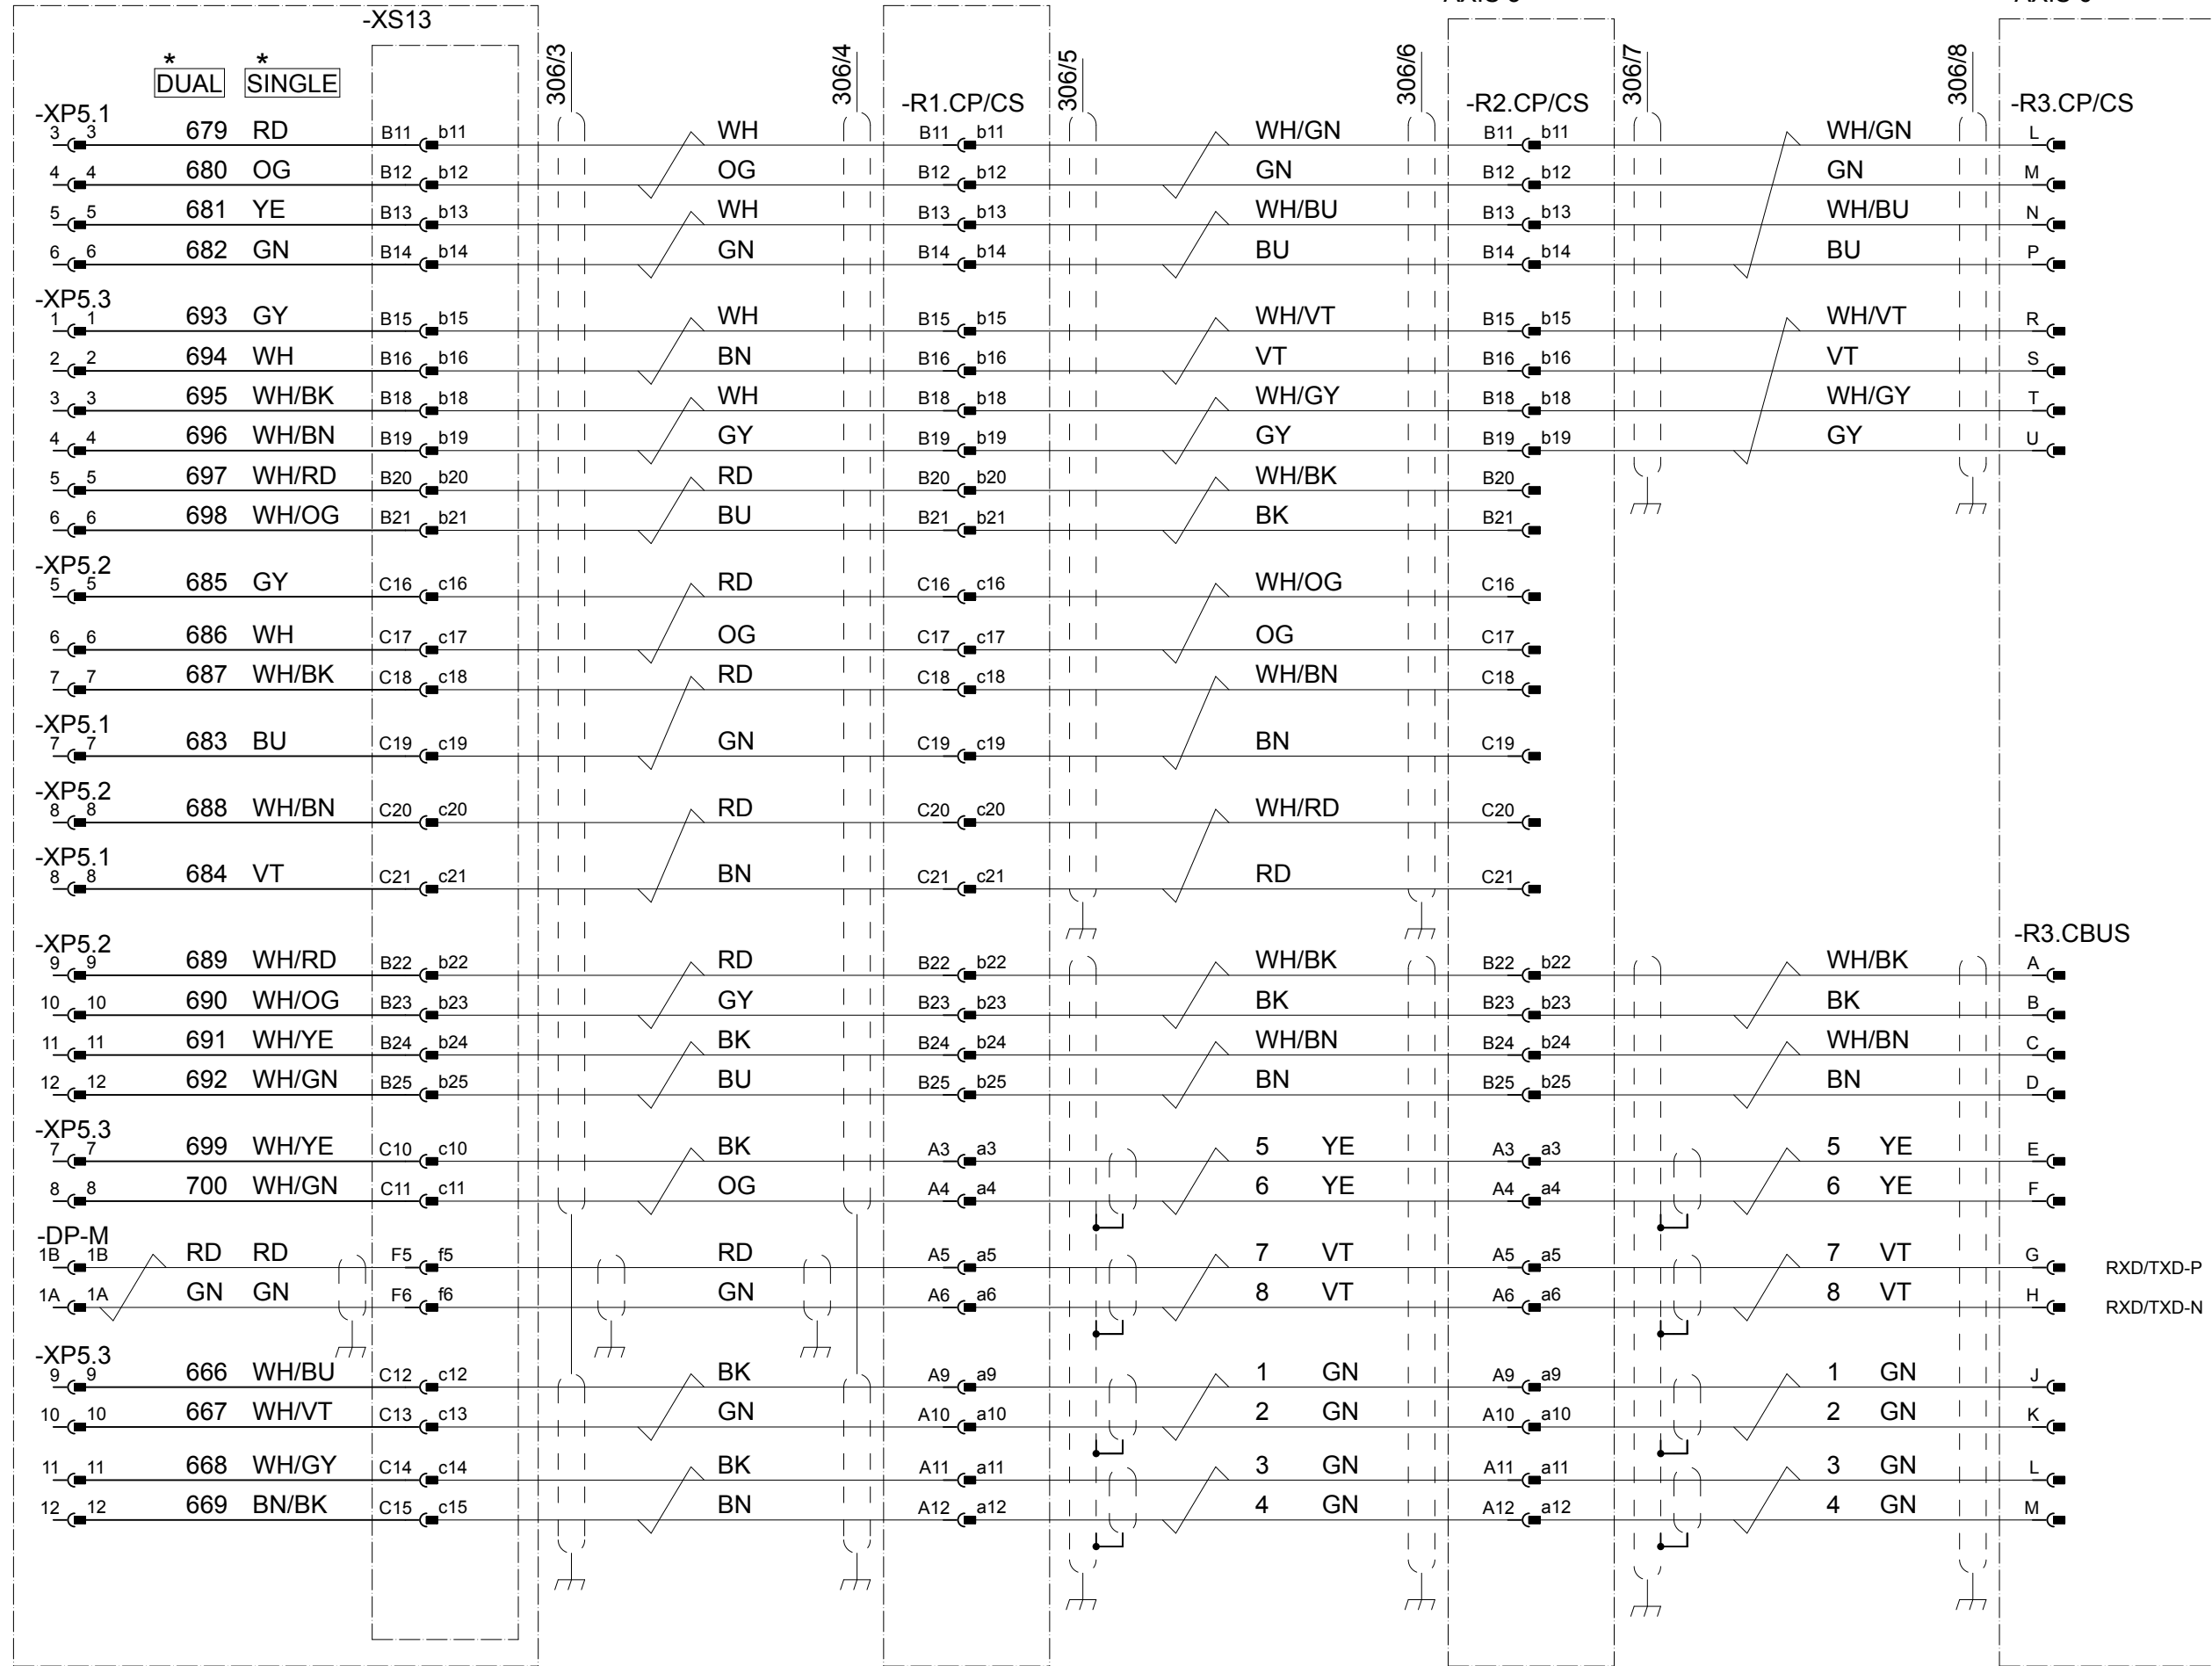 -XS13
* *
DUAL SINGLE
306/3 306/4 306/5 306/6 306/7 306/8
-R1.CP/CS -R2.CP/CS -R3.CP/CS
-XP5.1
3 3 679 RD B11 b11 WH B11 b11 WH/GN B11 b11 WH/GN L
4 4 680 OG B12 b12 OG B12 b12 GN B12 b12 GN M
5 5 681 YE B13 b13 WH B13 b13 WH/BU B13 b13 WH/BU N
6 6 682 GN B14 b14 GN B14 b14 BU B14 b14 BU P
-XP5.3
1 1 693 GY B15 b15 WH B15 b15 WH/VT B15 b15 WH/VT R
2 2 694 WH B16 b16 BN B16 b16 VT B16 b16 VT S
3 3 695 WH/BK B18 b18 WH B18 b18 WH/GY B18 b18 WH/GY T
4 4 696 WH/BN B19 b19 GY B19 b19 GY B19 b19 GY U
5 5 697 WH/RD B20 b20 RD B20 b20 WH/BK B20
6 6 698 WH/OG B21 b21 BU B21 b21 BK B21
-XP5.2
5 5 685 GY C16 c16 RD C16 c16 WH/OG C16
6 6 686 WH C17 c17 OG C17 c17 OG C17
7 7 687 WH/BK C18 c18 RD C18 c18 WH/BN C18
-XP5.1
7 7 683 BU C19 c19 GN C19 c19 BN C19
-XP5.2
8 8 688 WH/BN C20 c20 RD C20 c20 WH/RD C20
-XP5.1
8 8 684 VT C21 c21 BN C21 c21 RD C21
-R3.CBUS
-XP5.2
9 9 689 WH/RD B22 b22 RD B22 b22 WH/BK B22 b22 WH/BK A
10 10 690 WH/OG B23 b23 GY B23 b23 BK B23 b23 BK B
11 11 691 WH/YE B24 b24 BK B24 b24 WH/BN B24 b24 WH/BN C
12 12 692 WH/GN B25 b25 BU B25 b25 BN B25 b25 BN D
-XP5.3
7 7 699 WH/YE C10 c10 BK A3 a3 5 YE A3 a3 5 YE E
8 8 700 WH/GN C11 c11 OG A4 a4 6 YE A4 a4 6 YE F
-DP-M
1B 1B RD RD F5 f5 RD A5 a5 7 VT A5 a5 7 VT G RXD/TXD-P
1A 1A GN GN F6 f6 GN A6 a6 8 VT A6 a6 8 VT H RXD/TXD-N
-XP5.3
9 9 666 WH/BU C12 c12 BK A9 a9 1 GN A9 a9 1 GN J
10 10 667 WH/VT C13 c13 GN A10 a10 2 GN A10 a10 2 GN K
11 11 668 WH/GY C14 c14 BK A11 a11 3 GN A11 a11 3 GN L
12 12 669 BN/BK C15 c15 BN A12 a12 4 GN A12 a12 4 GN M